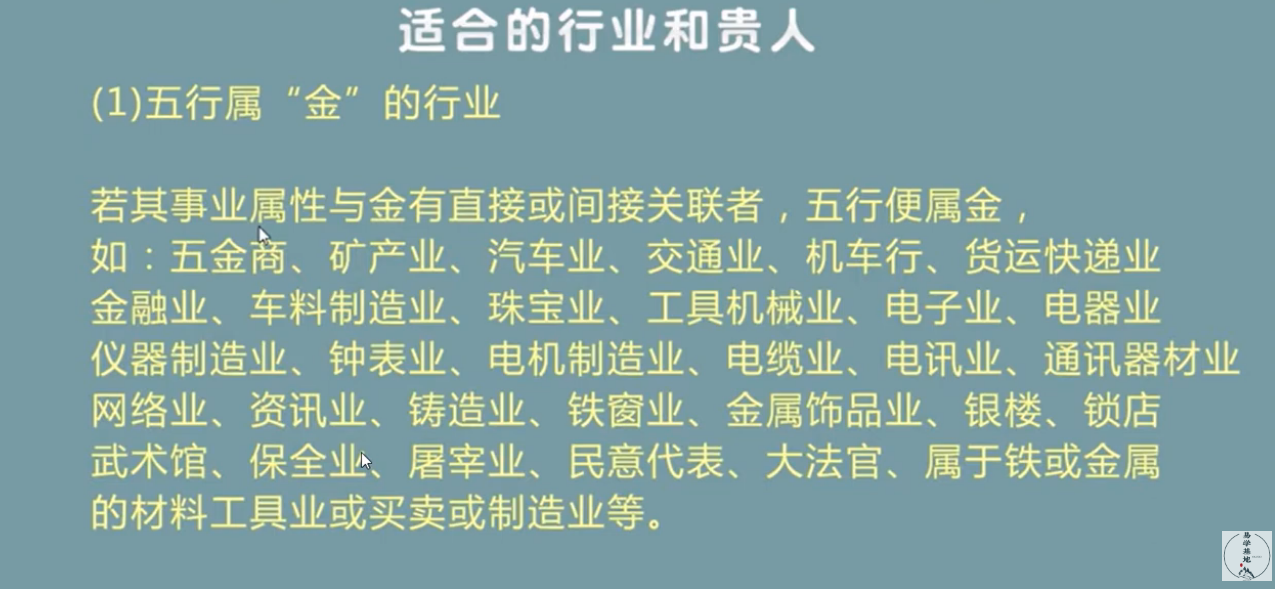 适合的行业和贵人
(1)五行属“金”的行业
若其事业属性与金有直接或间接关联者，五行便属金，
如：五金商、矿产业、汽车业、交通业、机车行、货运快递业
金融业、车料制造业、珠宝业、工具机械业、电子业、电器业
仪器制造业、钟表业、电机制造业、电缆业、电讯业、通讯器材业
网络业、资讯业、铸造业、铁窗业、金属饰品业、银楼、锁店
武术馆、保全业、屠宰业、民意代表、大法官、属于铁或金属
的材料工具业或买卖或制造业等。
易学基地